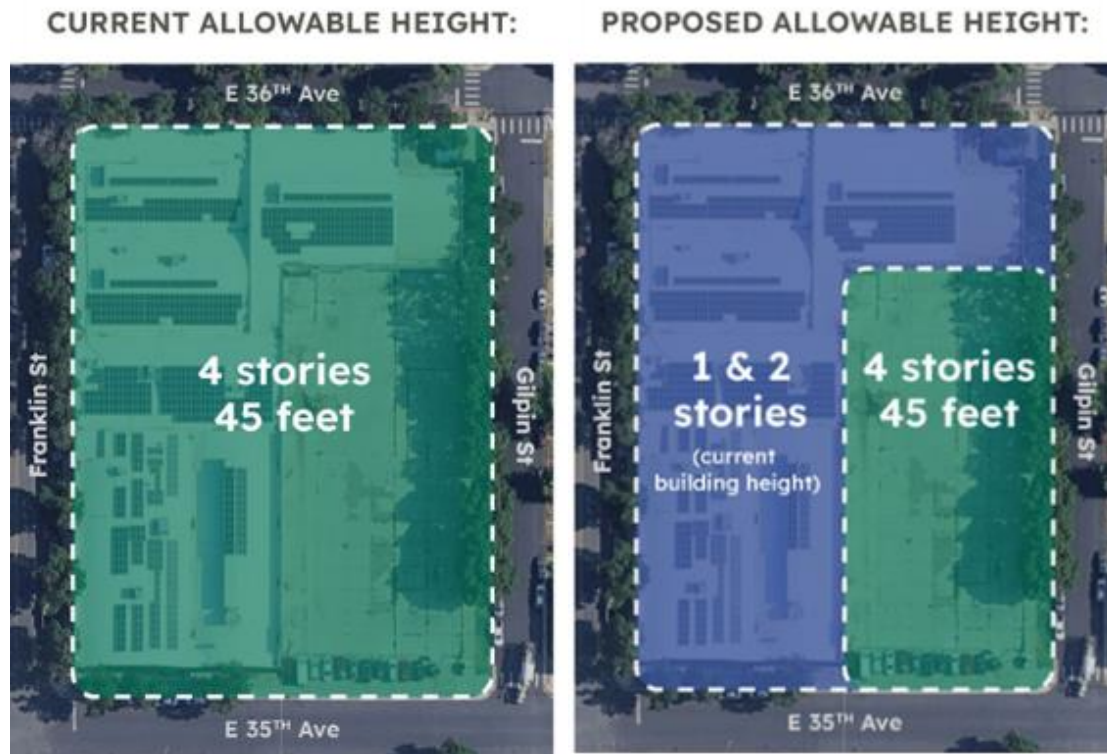 CURRENT ALLOWABLE HEIGHT:
E 36TH Ave
Franklin St
4 stories
45 feet
Gilpin St
E 35TH Ave
PROPOSED ALLOWABLE HEIGHT:
E 36TH Ave
Franklin St
1 & 2
stories
(current
building height)
4 stories
45 feet
Gilpin St
E 35TH Ave